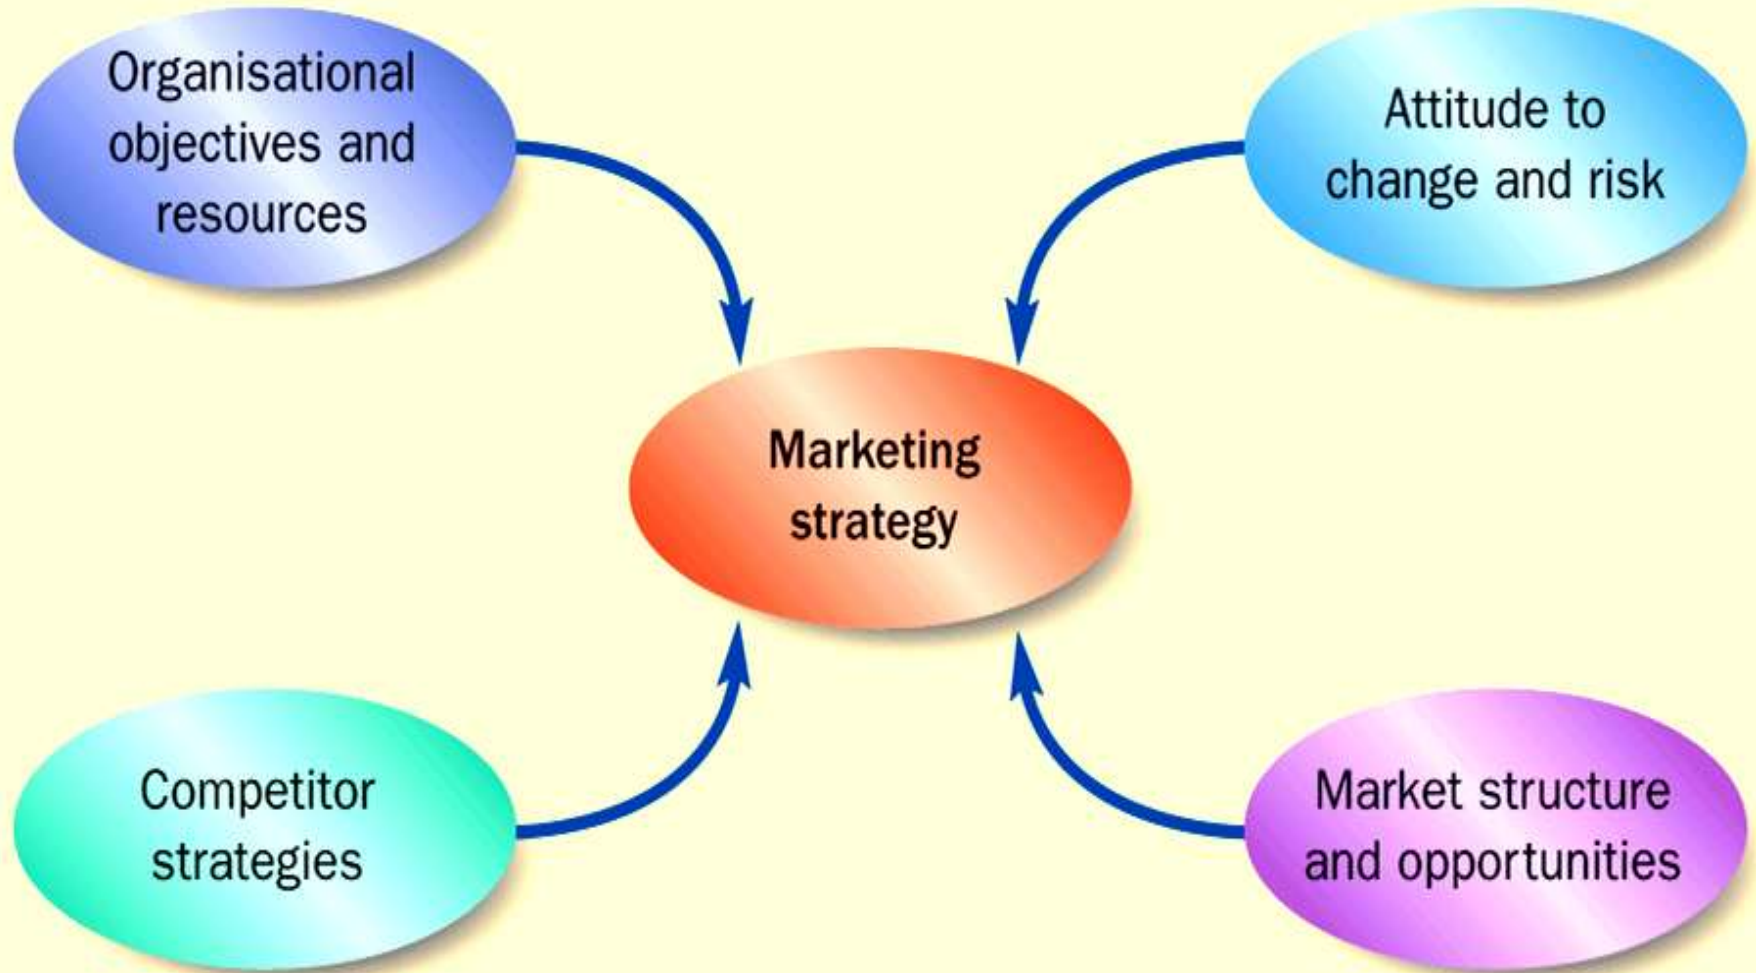 Organisational
objectives and
resources
Attitude to
change and risk
Marketing
strategy
Competitor
strategies
Market structure
and opportunities